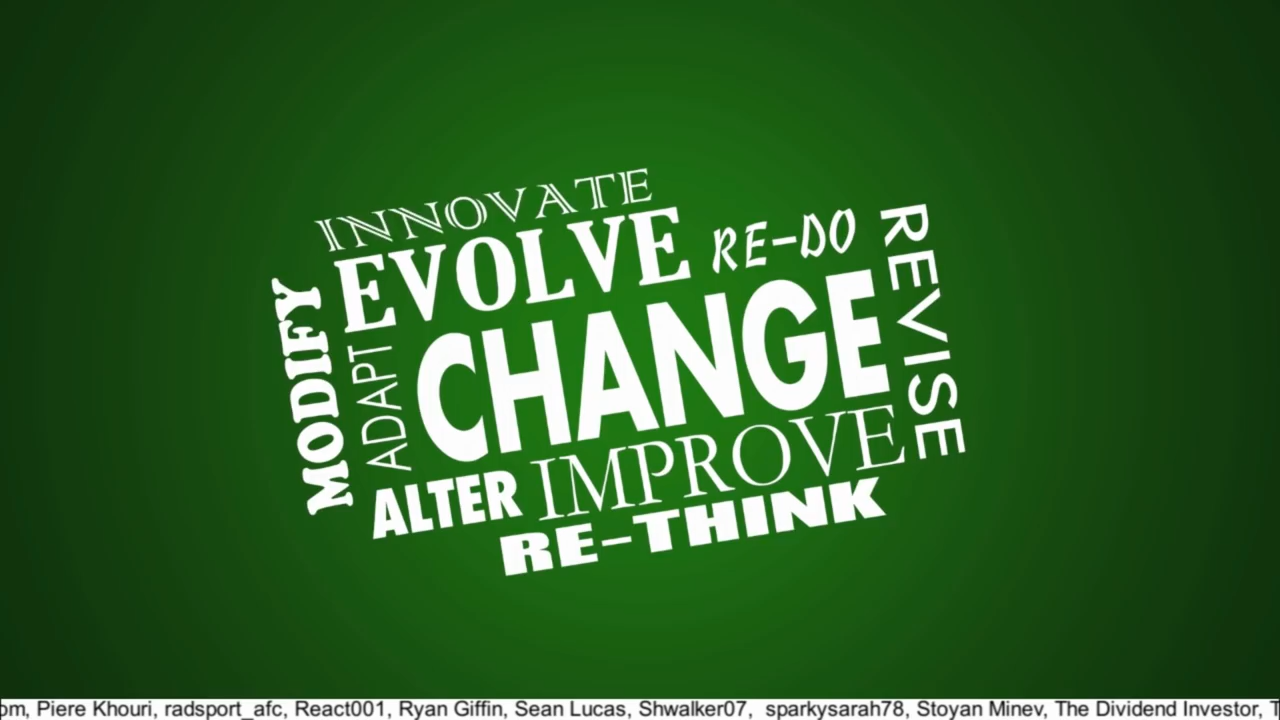 INNOVATE
EVOLVE
RE-DO
REVISE
MODIFY
ADAPT
CHANGE
ALTER
IMPROVE
RE-THINK
om, Piere Khouri, radsport_afc, React001, Ryan Giffin, Sean Lucas, Shwalker07, sparkysarah78, Stoyan Minev, The Dividend Investor, T